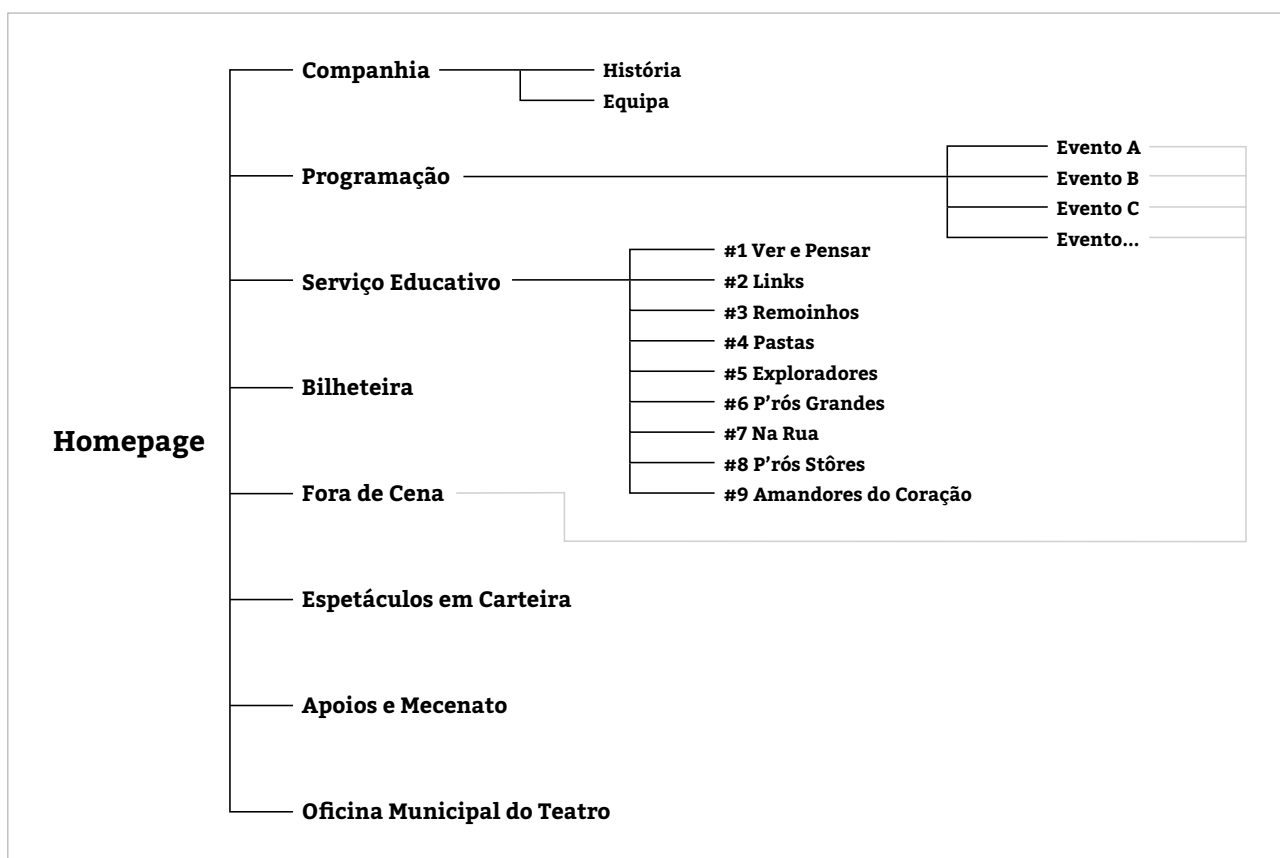 Homepage
Companhia
História
Equipa
Programação
Evento A
Evento B
Evento C
Evento...
Serviço Educativo
#1 Ver e Pensar
#2 Links
#3 Remoinhos
#4 Pastas
#5 Exploradores
#6 P'rós Grandes
#7 Na Rua
#8 P'rós Stôres
#9 Amandores do Coração
Bilheteira
Fora de Cena
Espetáculos em Carteira
Apoios e Mecenato
Oficina Municipal do Teatro